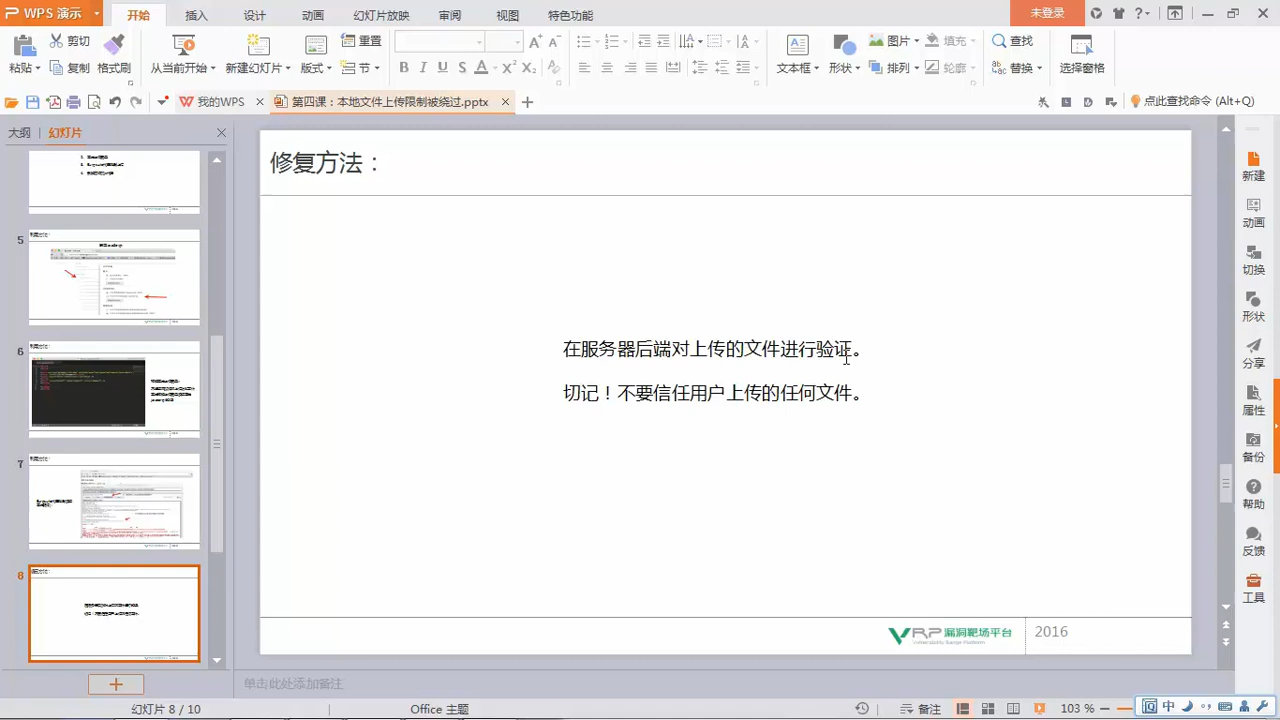 WPS 演示
开始
插入
设计
动画
幻灯片放映
审阅
视图
特色功能
未登录
粘贴
剪切
复制
格式刷
从当前开始
新建幻灯片
版式
重置
节
B I U S A X² X₂
文本框
形状
图片
排列
填充
轮廓
查找
替换
选择窗格
我的WPS
第四课：本地文件上传限制被绕过.pptx
点此查找命令 (Alt+Q)
大纲
幻灯片
5
6
7
8
修复方法：
在服务器后端对上传的文件进行验证。
切记！不要信任用户上传的任何文件。
VRP漏洞靶场平台
2016
新建
动画
切换
形状
分享
属性
备份
帮助
反馈
工具
单击此处添加备注
幻灯片 8 / 10
Office 主题
备注
103 %
中